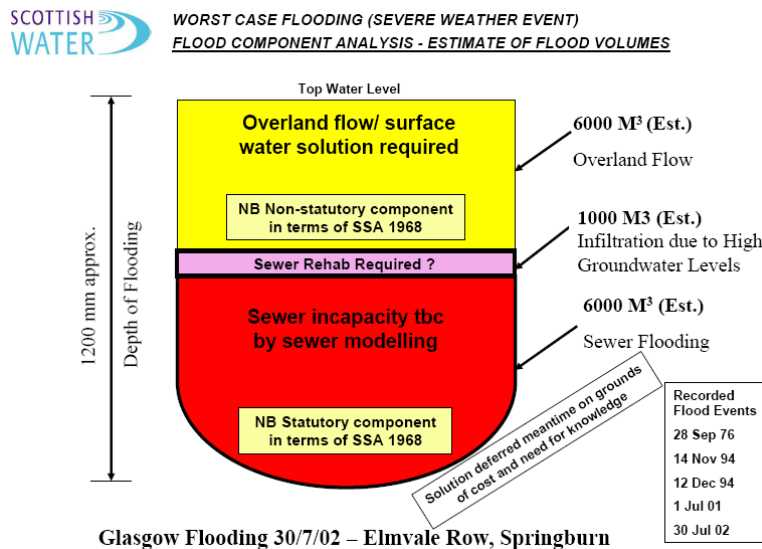 SCOTTISH
WATER
WORST CASE FLOODING (SEVERE WEATHER EVENT)
FLOOD COMPONENT ANALYSIS - ESTIMATE OF FLOOD VOLUMES
Top Water Level
Overland flow/ surface
water solution required
NB Non-statutory component
in terms of SSA 1968
Sewer Rehab Required ?
Sewer incapacity tbc
by sewer modelling
NB Statutory component
in terms of SSA 1968
1200 mm approx.
Depth of Flooding
6000 M³ (Est.)
Overland Flow
1000 M3 (Est.)
Infiltration due to High
Groundwater Levels
6000 M³ (Est.)
Sewer Flooding
Solution deferred meantime on grounds
of cost and need for knowledge
Recorded
Flood Events
28 Sep 76
14 Nov 94
12 Dec 94
1 Jul 01
30 Jul 02
Glasgow Flooding 30/7/02 – Elmvale Row, Springburn